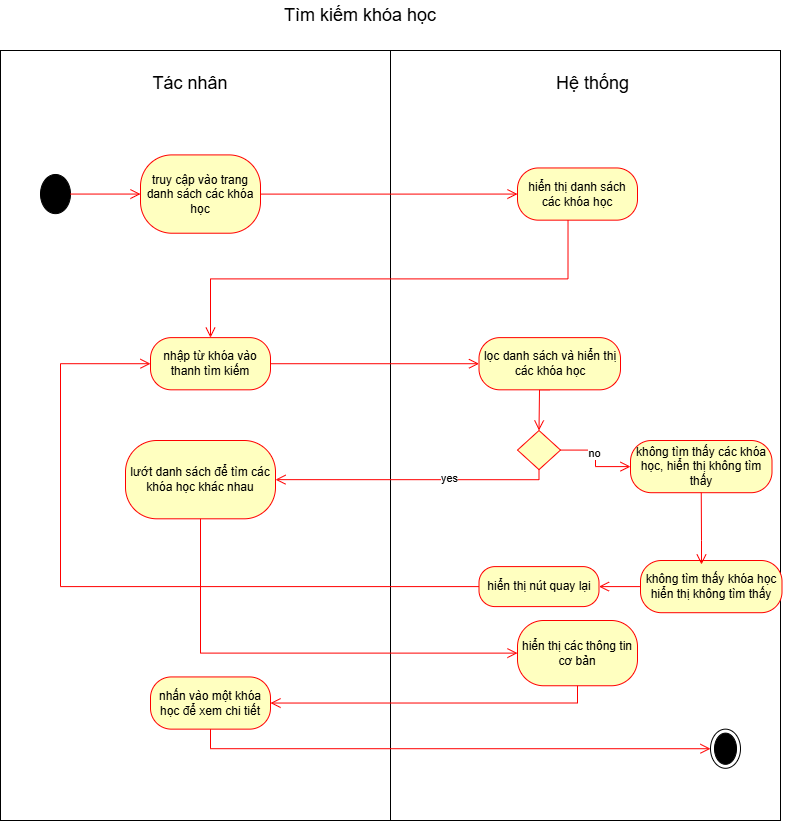 Tìm kiếm khóa học
Tác nhân
Hệ thống
truy cập vào trang
danh sách các khóa
học
hiển thị danh sách
các khóa học
nhập từ khóa vào
thanh tìm kiếm
lọc danh sách và hiển thị
các khóa học
no
không tìm thấy các khóa
học, hiển thị không tìm
thấy
lướt danh sách để tìm các
khóa học khác nhau
yes
không tìm thấy khóa học
hiển thị không tìm thấy
hiển thị nút quay lại
hiển thị các thông tin
cơ bản
nhấn vào một khóa
học để xem chi tiết